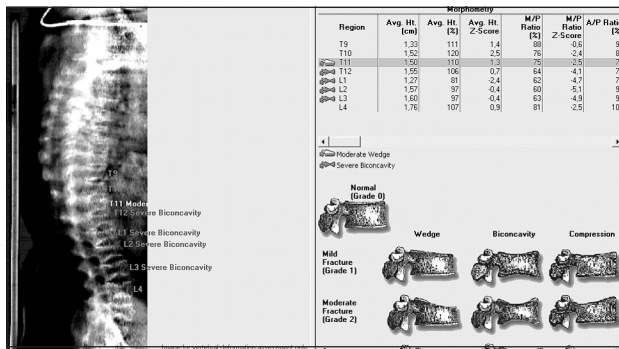 Morphometry
Region Avg. Ht. [cm] Avg. Ht. [%] Avg. Ht. Z-Score M/P Ratio [%] M/P Ratio Z-Score A/P Ratio
T9 1,33 111 1,4 88 -0,6
T10 1,52 120 2,5 76 -2,4
T11 1,50 110 1,3 75 -2,5
T12 1,55 106 0,7 64 -4,1
L1 1,27 81 -2,4 62 -4,7
L2 1,57 97 -0,4 60 -5,1
L3 1,60 97 -0,4 63 -4,9
L4 1,76 107 0,9 81 -2,5
Moderate Wedge
Severe Biconcavity
T9
T11 Moder
T12 Severe Biconcavity
L1 Severe Biconcavity
L2 Severe Biconcavity
L3 Severe Biconcavity
L4
Normal
(Grade 0)
Wedge Biconcavity Compression
Mild
Fracture
(Grade 1)
Moderate
Fracture
(Grade 2)
Image for vertebral deformation assessment only